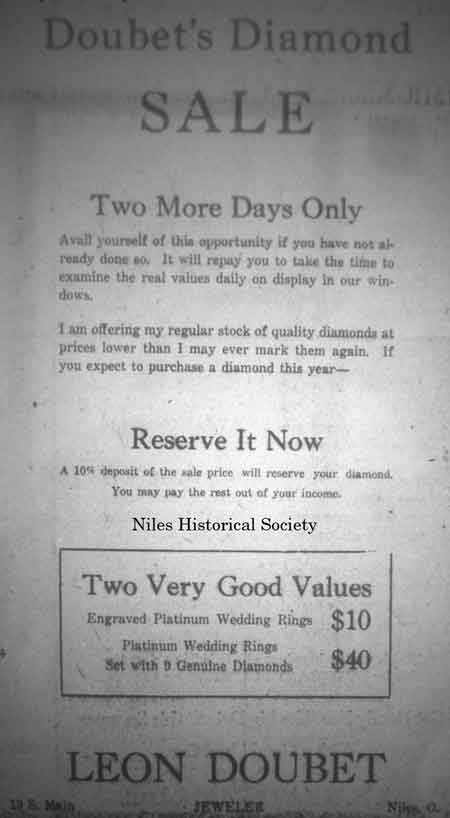 Doubet's Diamond
SALE
Two More Days Only
Avail yourself of this opportunity if you have not al-
ready done so. It will repay you to take the time to
examine the real values daily on display in our win-
dows.
I am offering my regular stock of quality diamonds at
prices lower than I may ever mark them again. If
you expect to purchase a diamond this year—
Reserve It Now
A 10% deposit of the sale price will reserve your diamond.
You may pay the rest out of your income.
Niles Historical Society
Two Very Good Values
Engraved Platinum Wedding Rings $10
Platinum Wedding Rings
Set with 9 Genuine Diamonds $40
LEON DOUBET
19 S. Main JEWELER Niles, O.